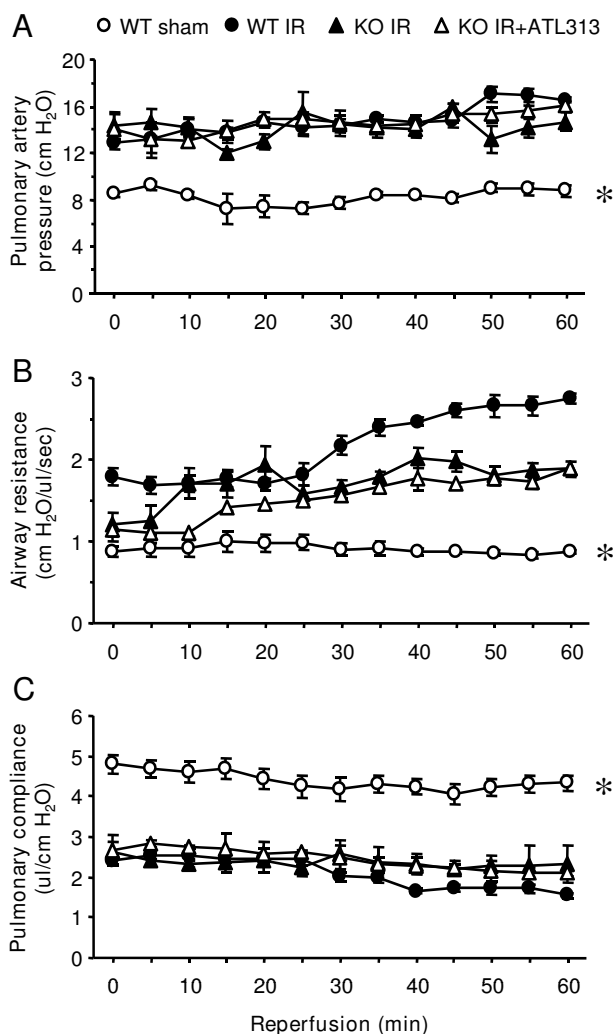 A ○ WT sham ● WT IR ▲ KO IR △ KO IR+ATL313
Pulmonary artery
pressure (cm H₂O)
20
16
12
8
4
0
*
0 10 20 30 40 50 60
B
Airway resistance
(cm H₂O/ul/sec)
3
2
1
0
*
0 10 20 30 40 50 60
C
Pulmonary compliance
(ul/cm H₂O)
6
5
4
3
2
1
0
*
0 10 20 30 40 50 60
Reperfusion (min)